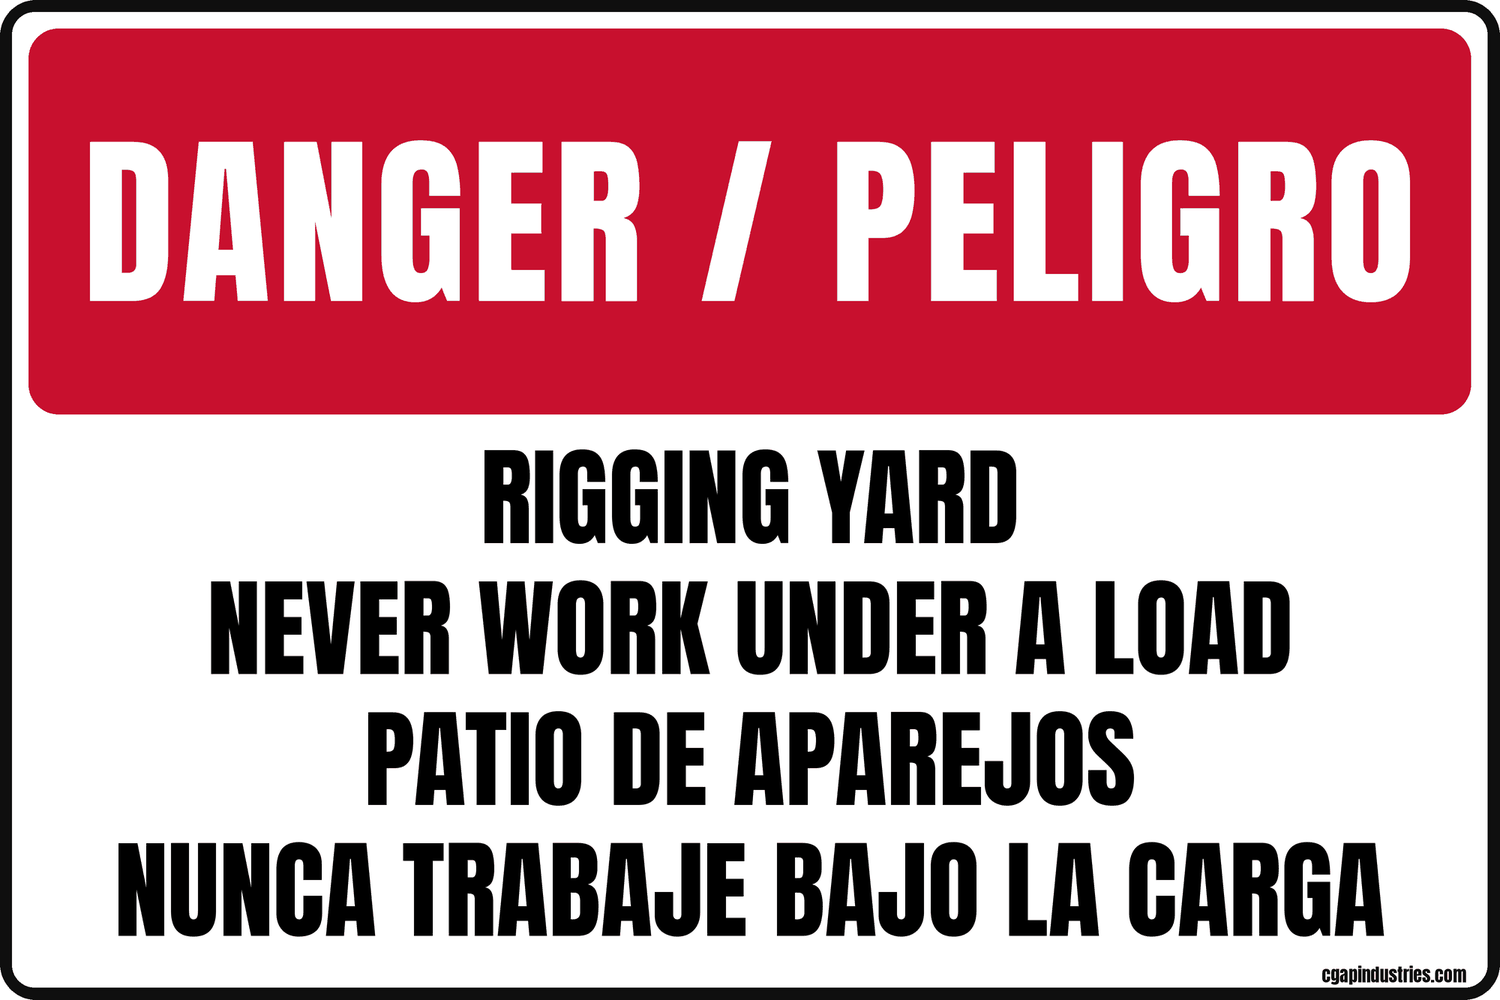 DANGER / PELIGRO
RIGGING YARD
NEVER WORK UNDER A LOAD
PATIO DE APAREJOS
NUNCA TRABAJE BAJO LA CARGA
cgapindustries.com